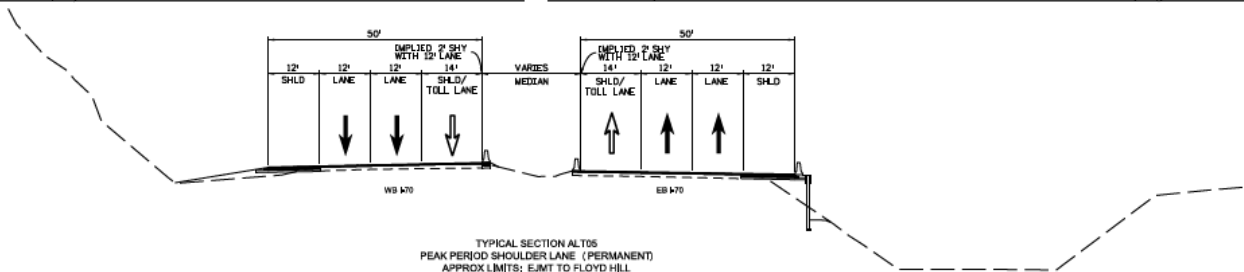 50'
50'
IMPLIED 2' SHY
WITH 12' LANE
IMPLIED 2' SHY
WITH 12' LANE
12' 12' 12' 14' VARIES 14' 12' 12' 12'
SHLD LANE LANE SHLD/ MEDIAN SHLD/ LANE LANE SHLD
TOLL LANE TOLL LANE
WB I-70 EB I-70
TYPICAL SECTION ALT05
PEAK PERIOD SHOULDER LANE (PERMANENT)
APPROX LIMITS: EJMT TO FLOYD HILL